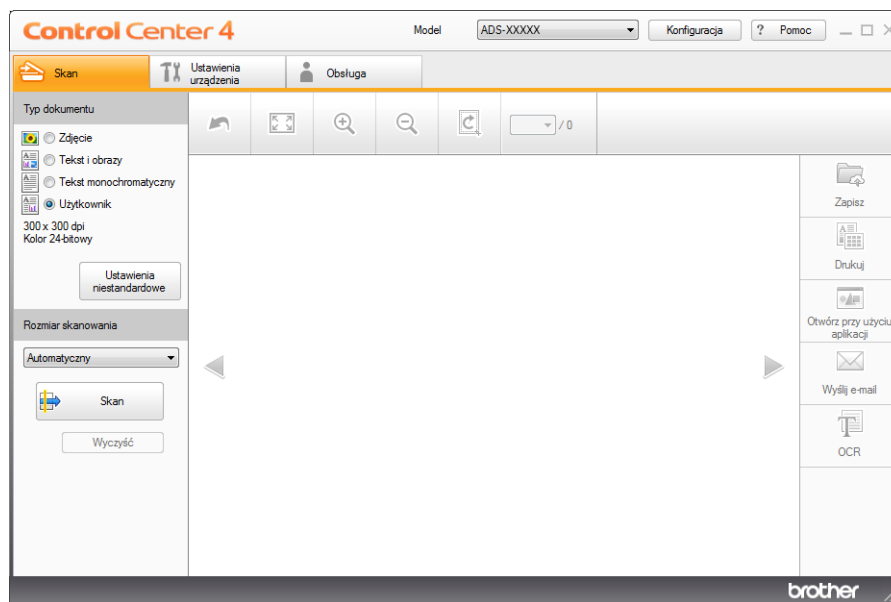 Control Center 4
Model
ADS-XXXXX
Konfiguracja
? Pomoc
Skan
Ustawienia
urządzenia
Obsługa
Typ dokumentu
Zdjęcie
Tekst i obrazy
Tekst monochromatyczny
Użytkownik
300 x 300 dpi
Kolor 24-bitowy
Ustawienia
niestandardowe
Rozmiar skanowania
Automatyczny
Skan
Wyczyść
/ 0
Zapisz
Drukuj
Otwórz przy użyciu
aplikacji
Wyślij e-mail
OCR
brother